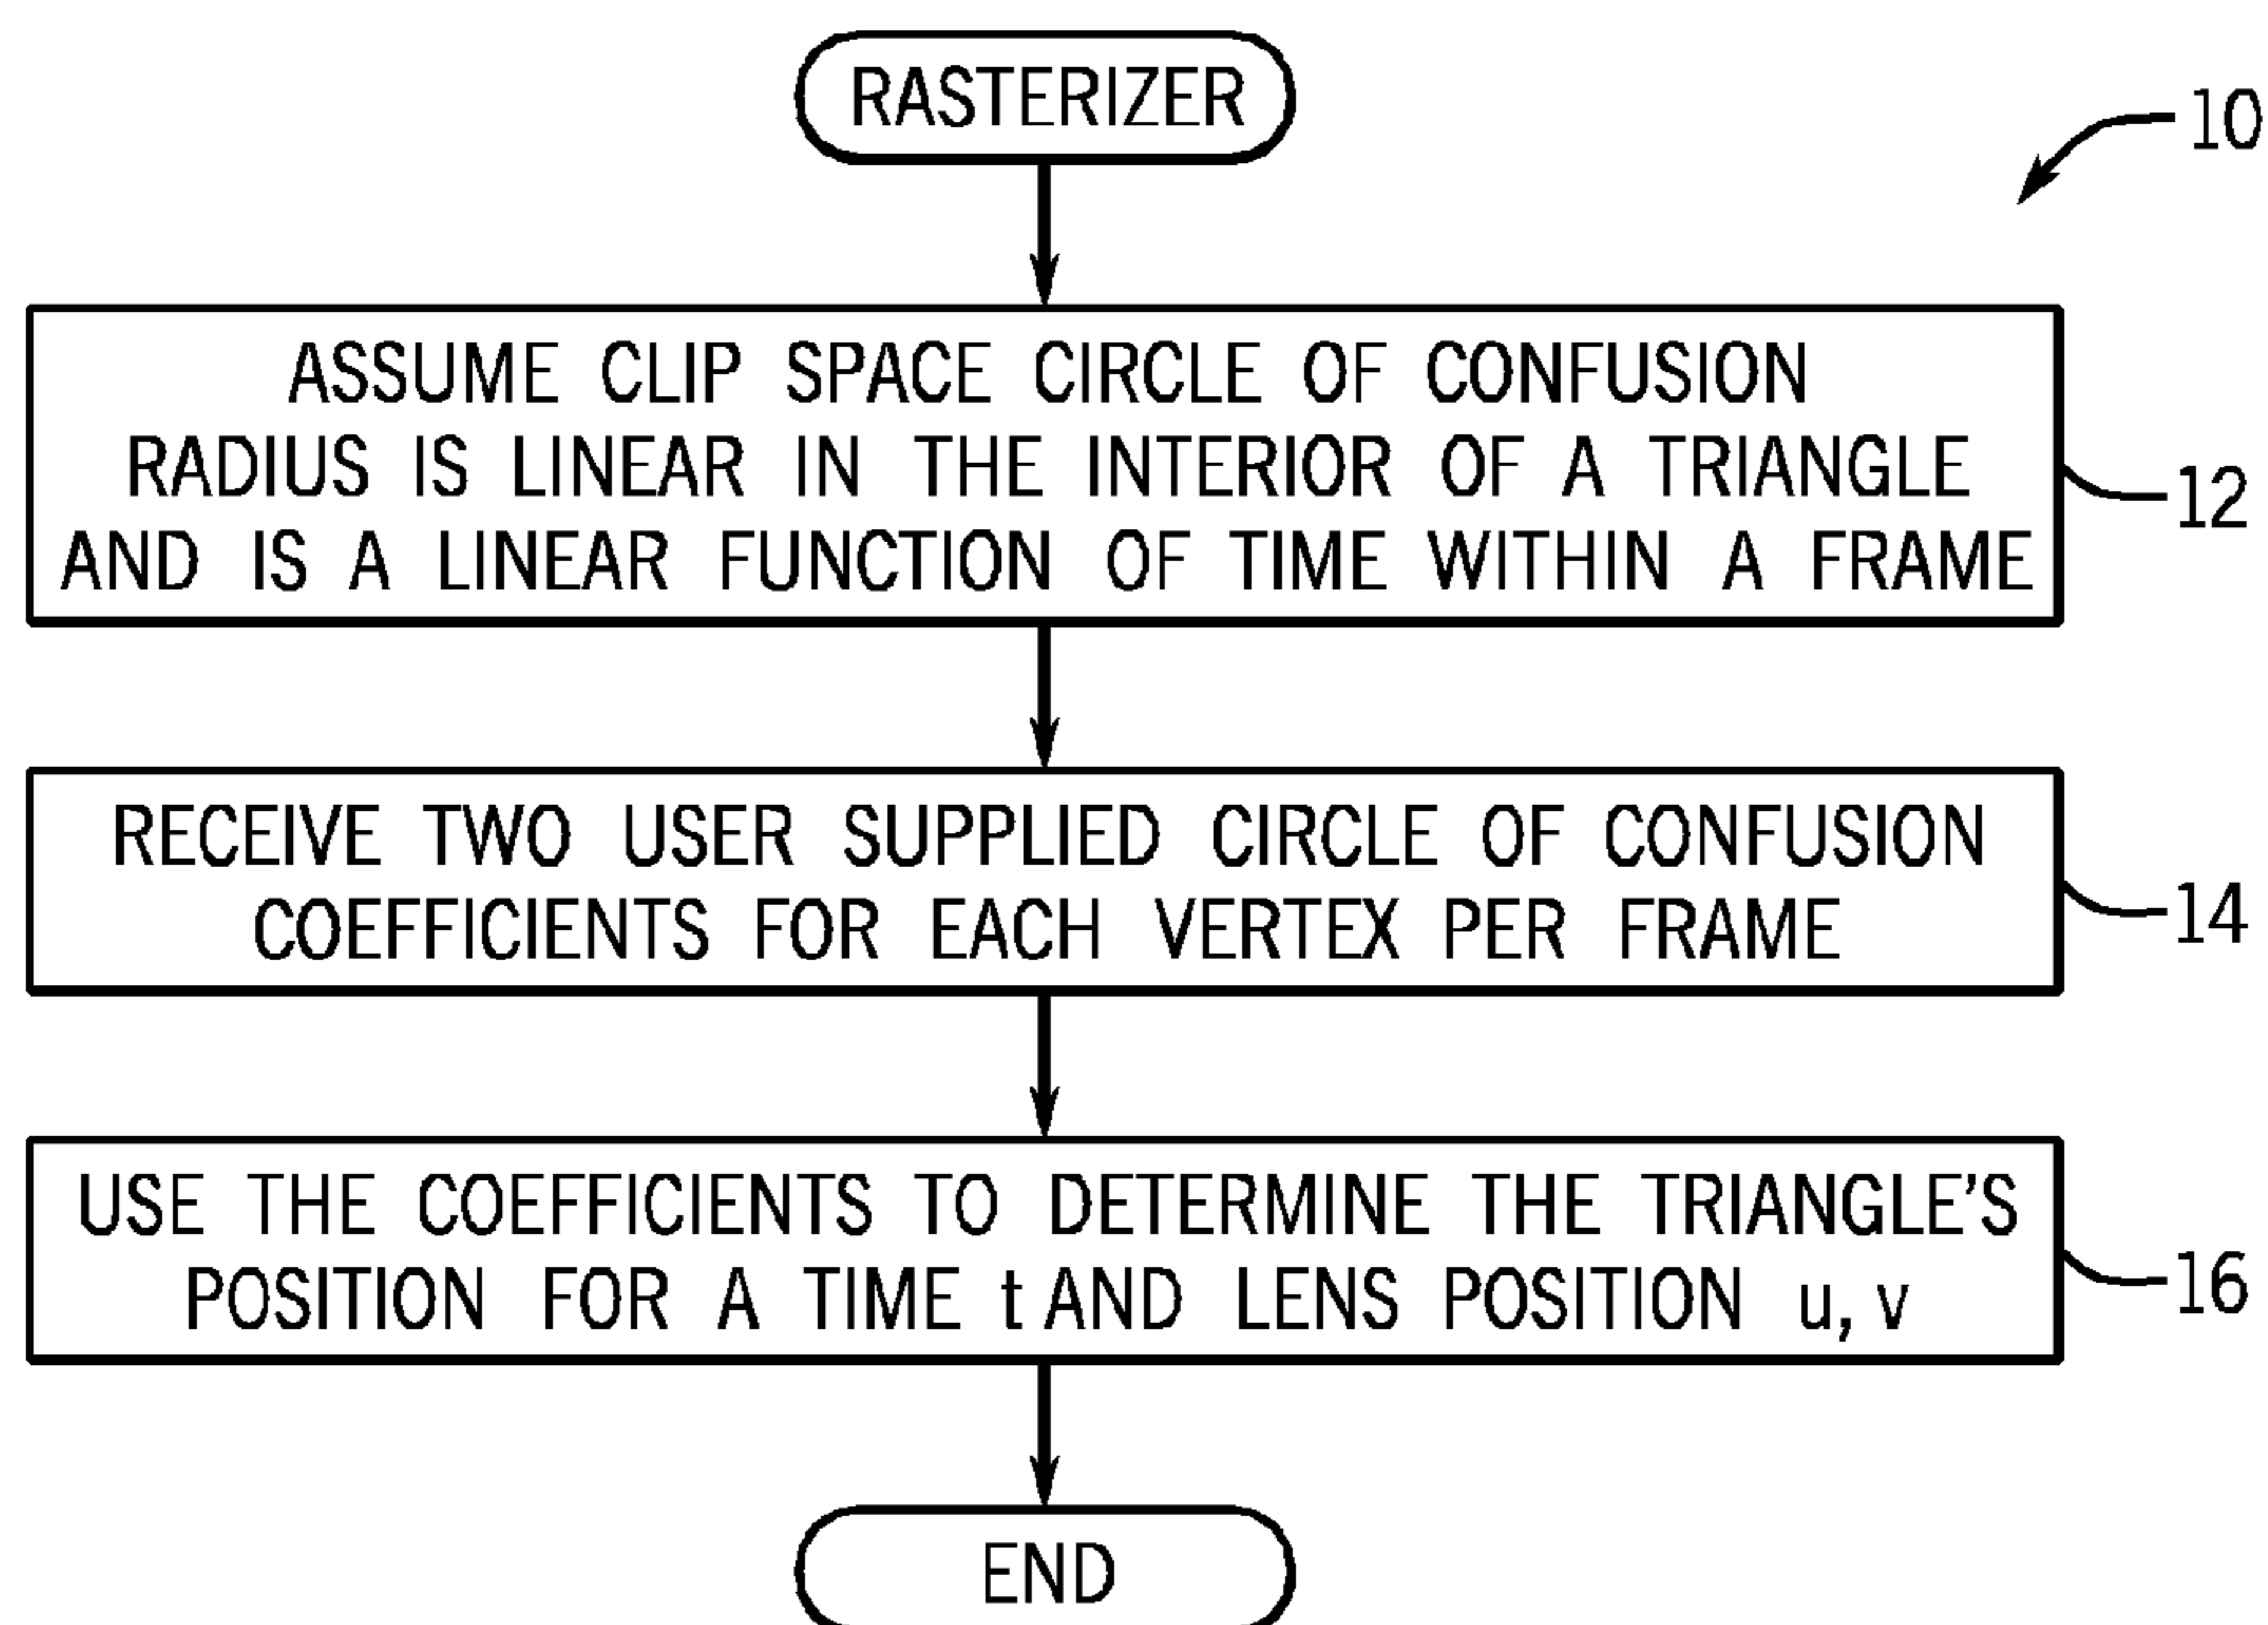 RASTERIZER
10
ASSUME CLIP SPACE CIRCLE OF CONFUSION
RADIUS IS LINEAR IN THE INTERIOR OF A TRIANGLE
AND IS A LINEAR FUNCTION OF TIME WITHIN A FRAME
12
RECEIVE TWO USER SUPPLIED CIRCLE OF CONFUSION
COEFFICIENTS FOR EACH VERTEX PER FRAME
14
USE THE COEFFICIENTS TO DETERMINE THE TRIANGLE'S
POSITION FOR A TIME t AND LENS POSITION u, v
16
END